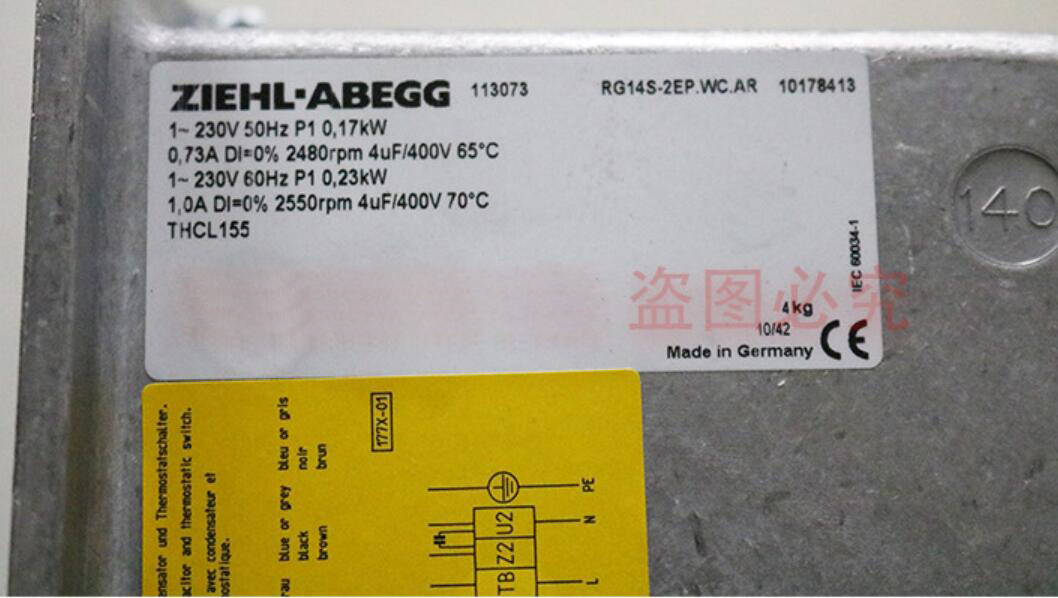 ZIEHL-ABEGG 113073 RG14S-2EP.WC.AR 10178413
1~ 230V 50Hz P1 0,17kW
0,73A DI=0% 2480rpm 4uF/400V 65°C
1~ 230V 60Hz P1 0,23kW
1,0A DI=0% 2550rpm 4uF/400V 70°C
THCL155
IEC 60034-1
盗图必究
4kg
10/42
Made in Germany CE
140
ensator und Thermostatschalter.
acitor and thermostatic switch.
avec condensateur et
ostatique.
rau blue or grey bleu or gris
black noir
brown brun
177X-01
PE
U2 N
Z2
TB L